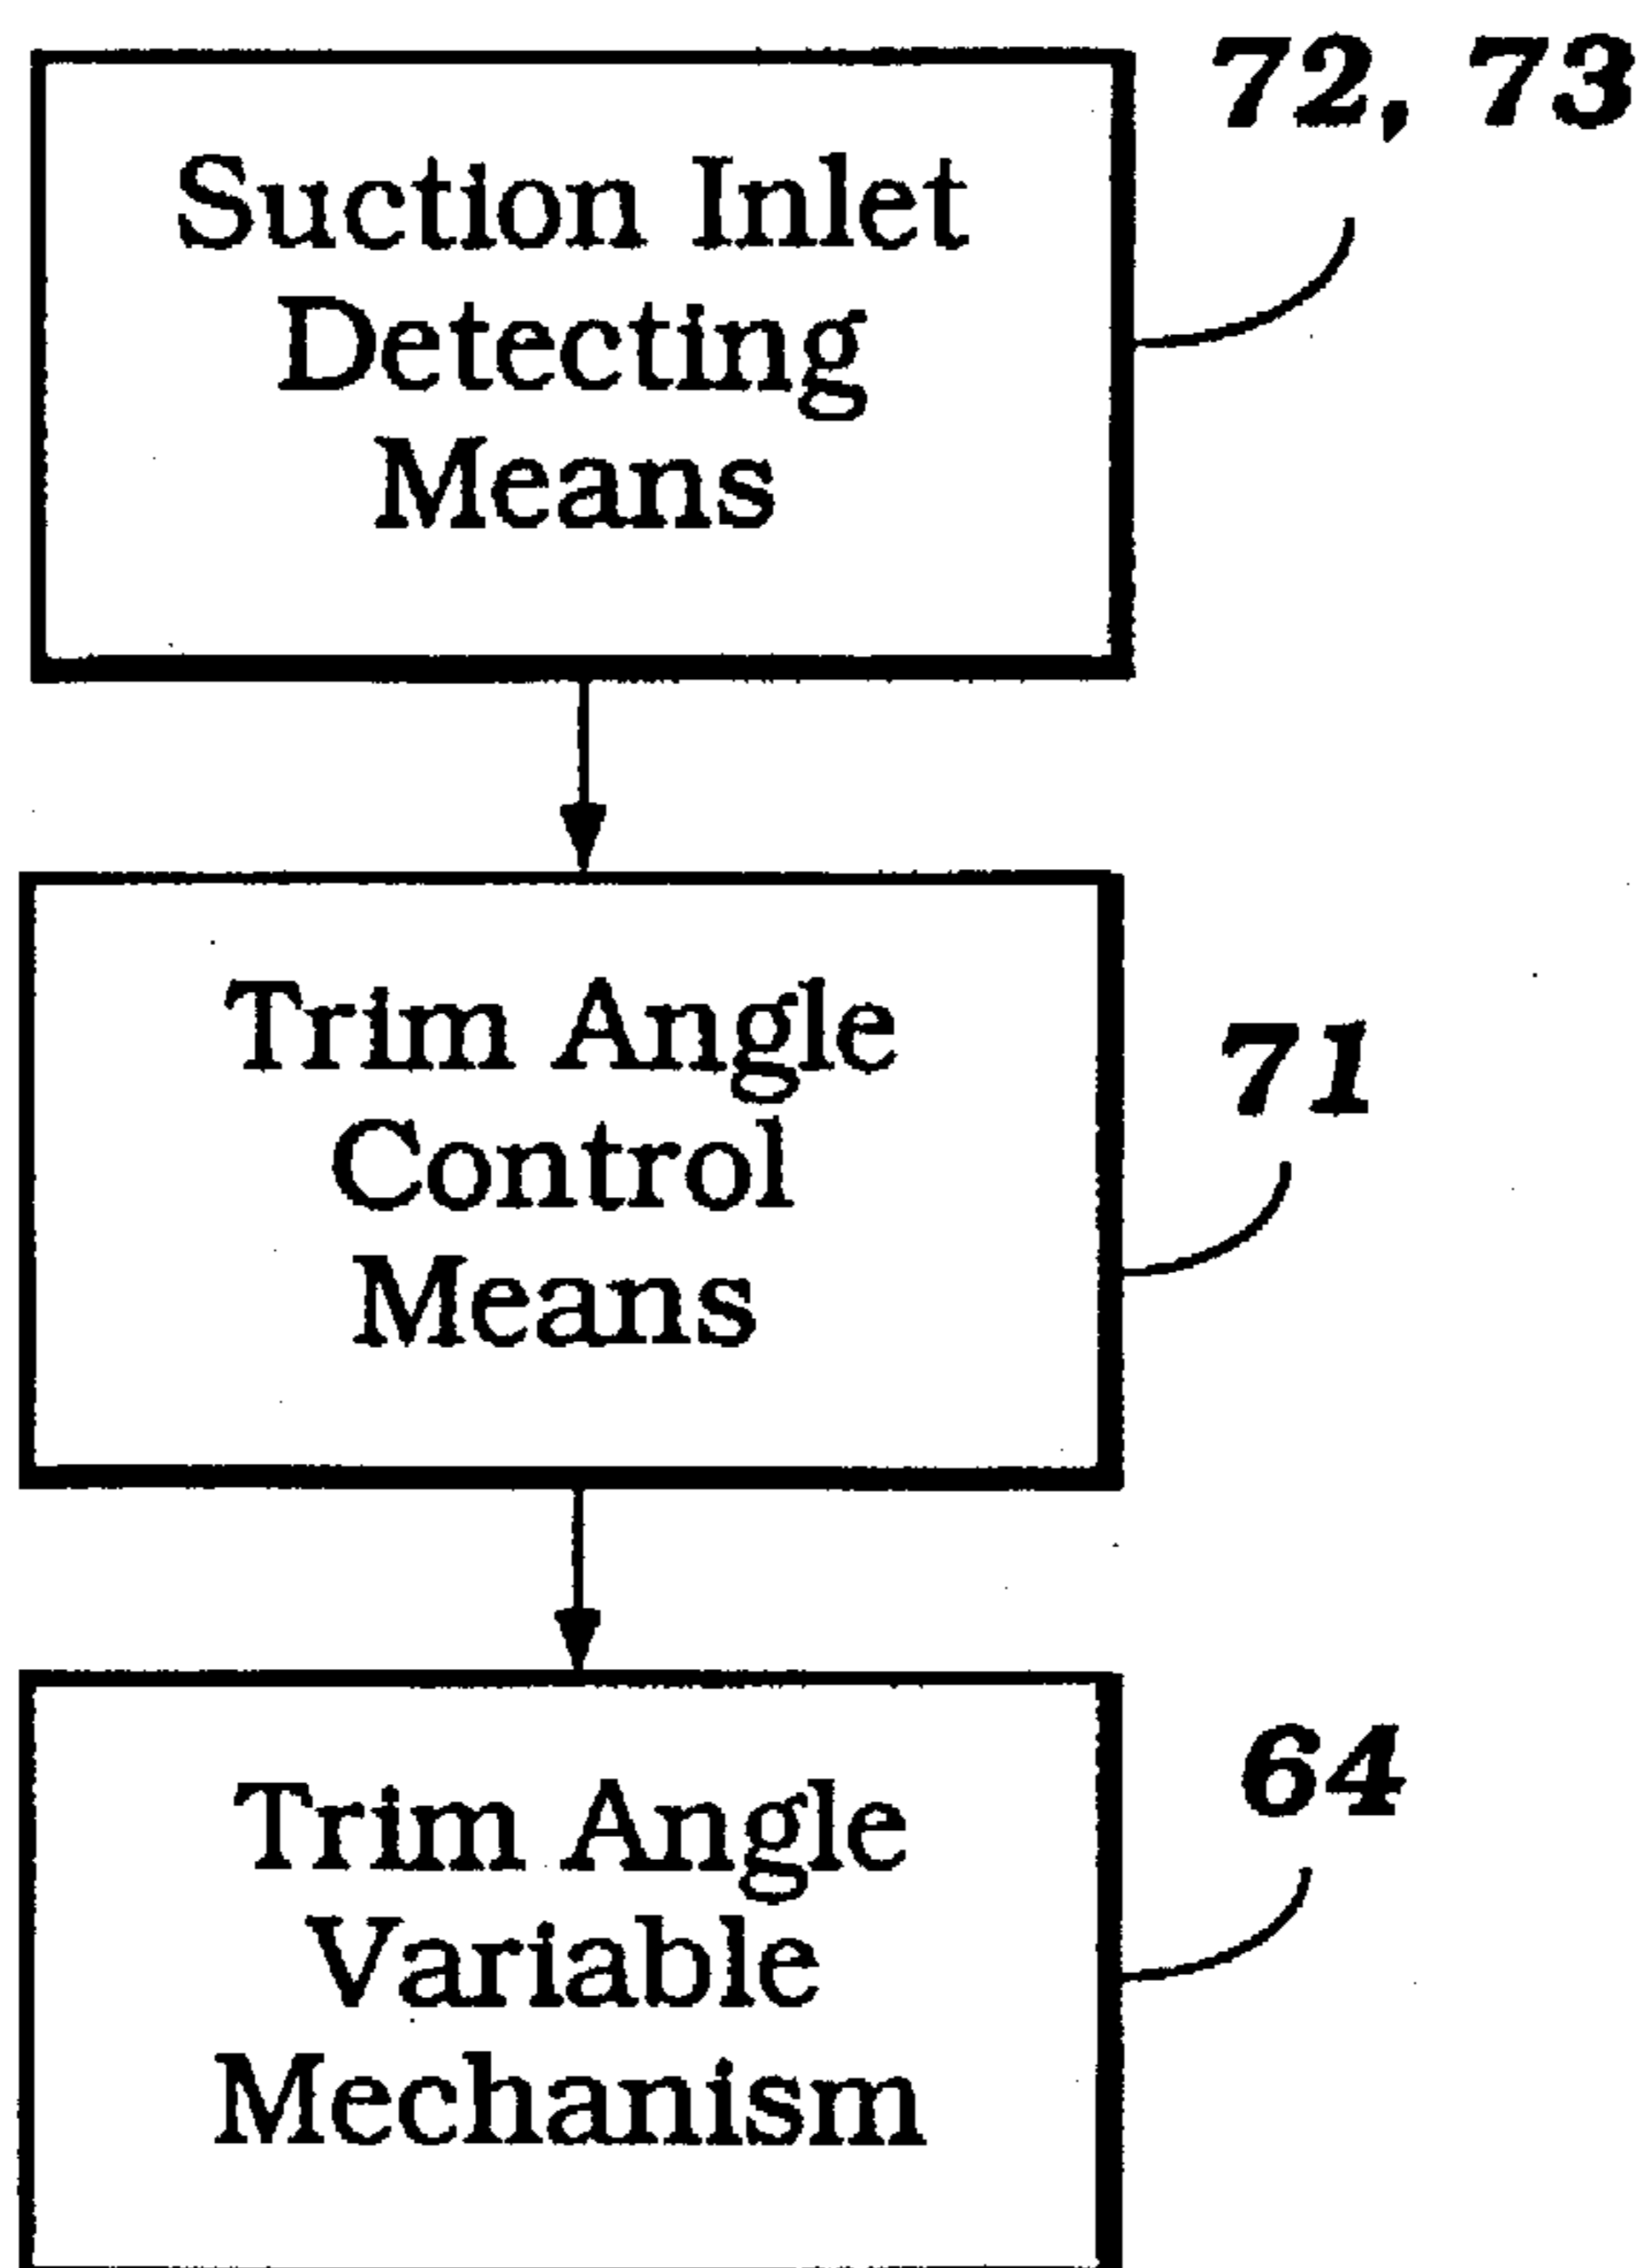 72, 73
Suction Inlet
Detecting
Means
Trim Angle
71
Control
Means
64
Trim Angle
Variable
Mechanism